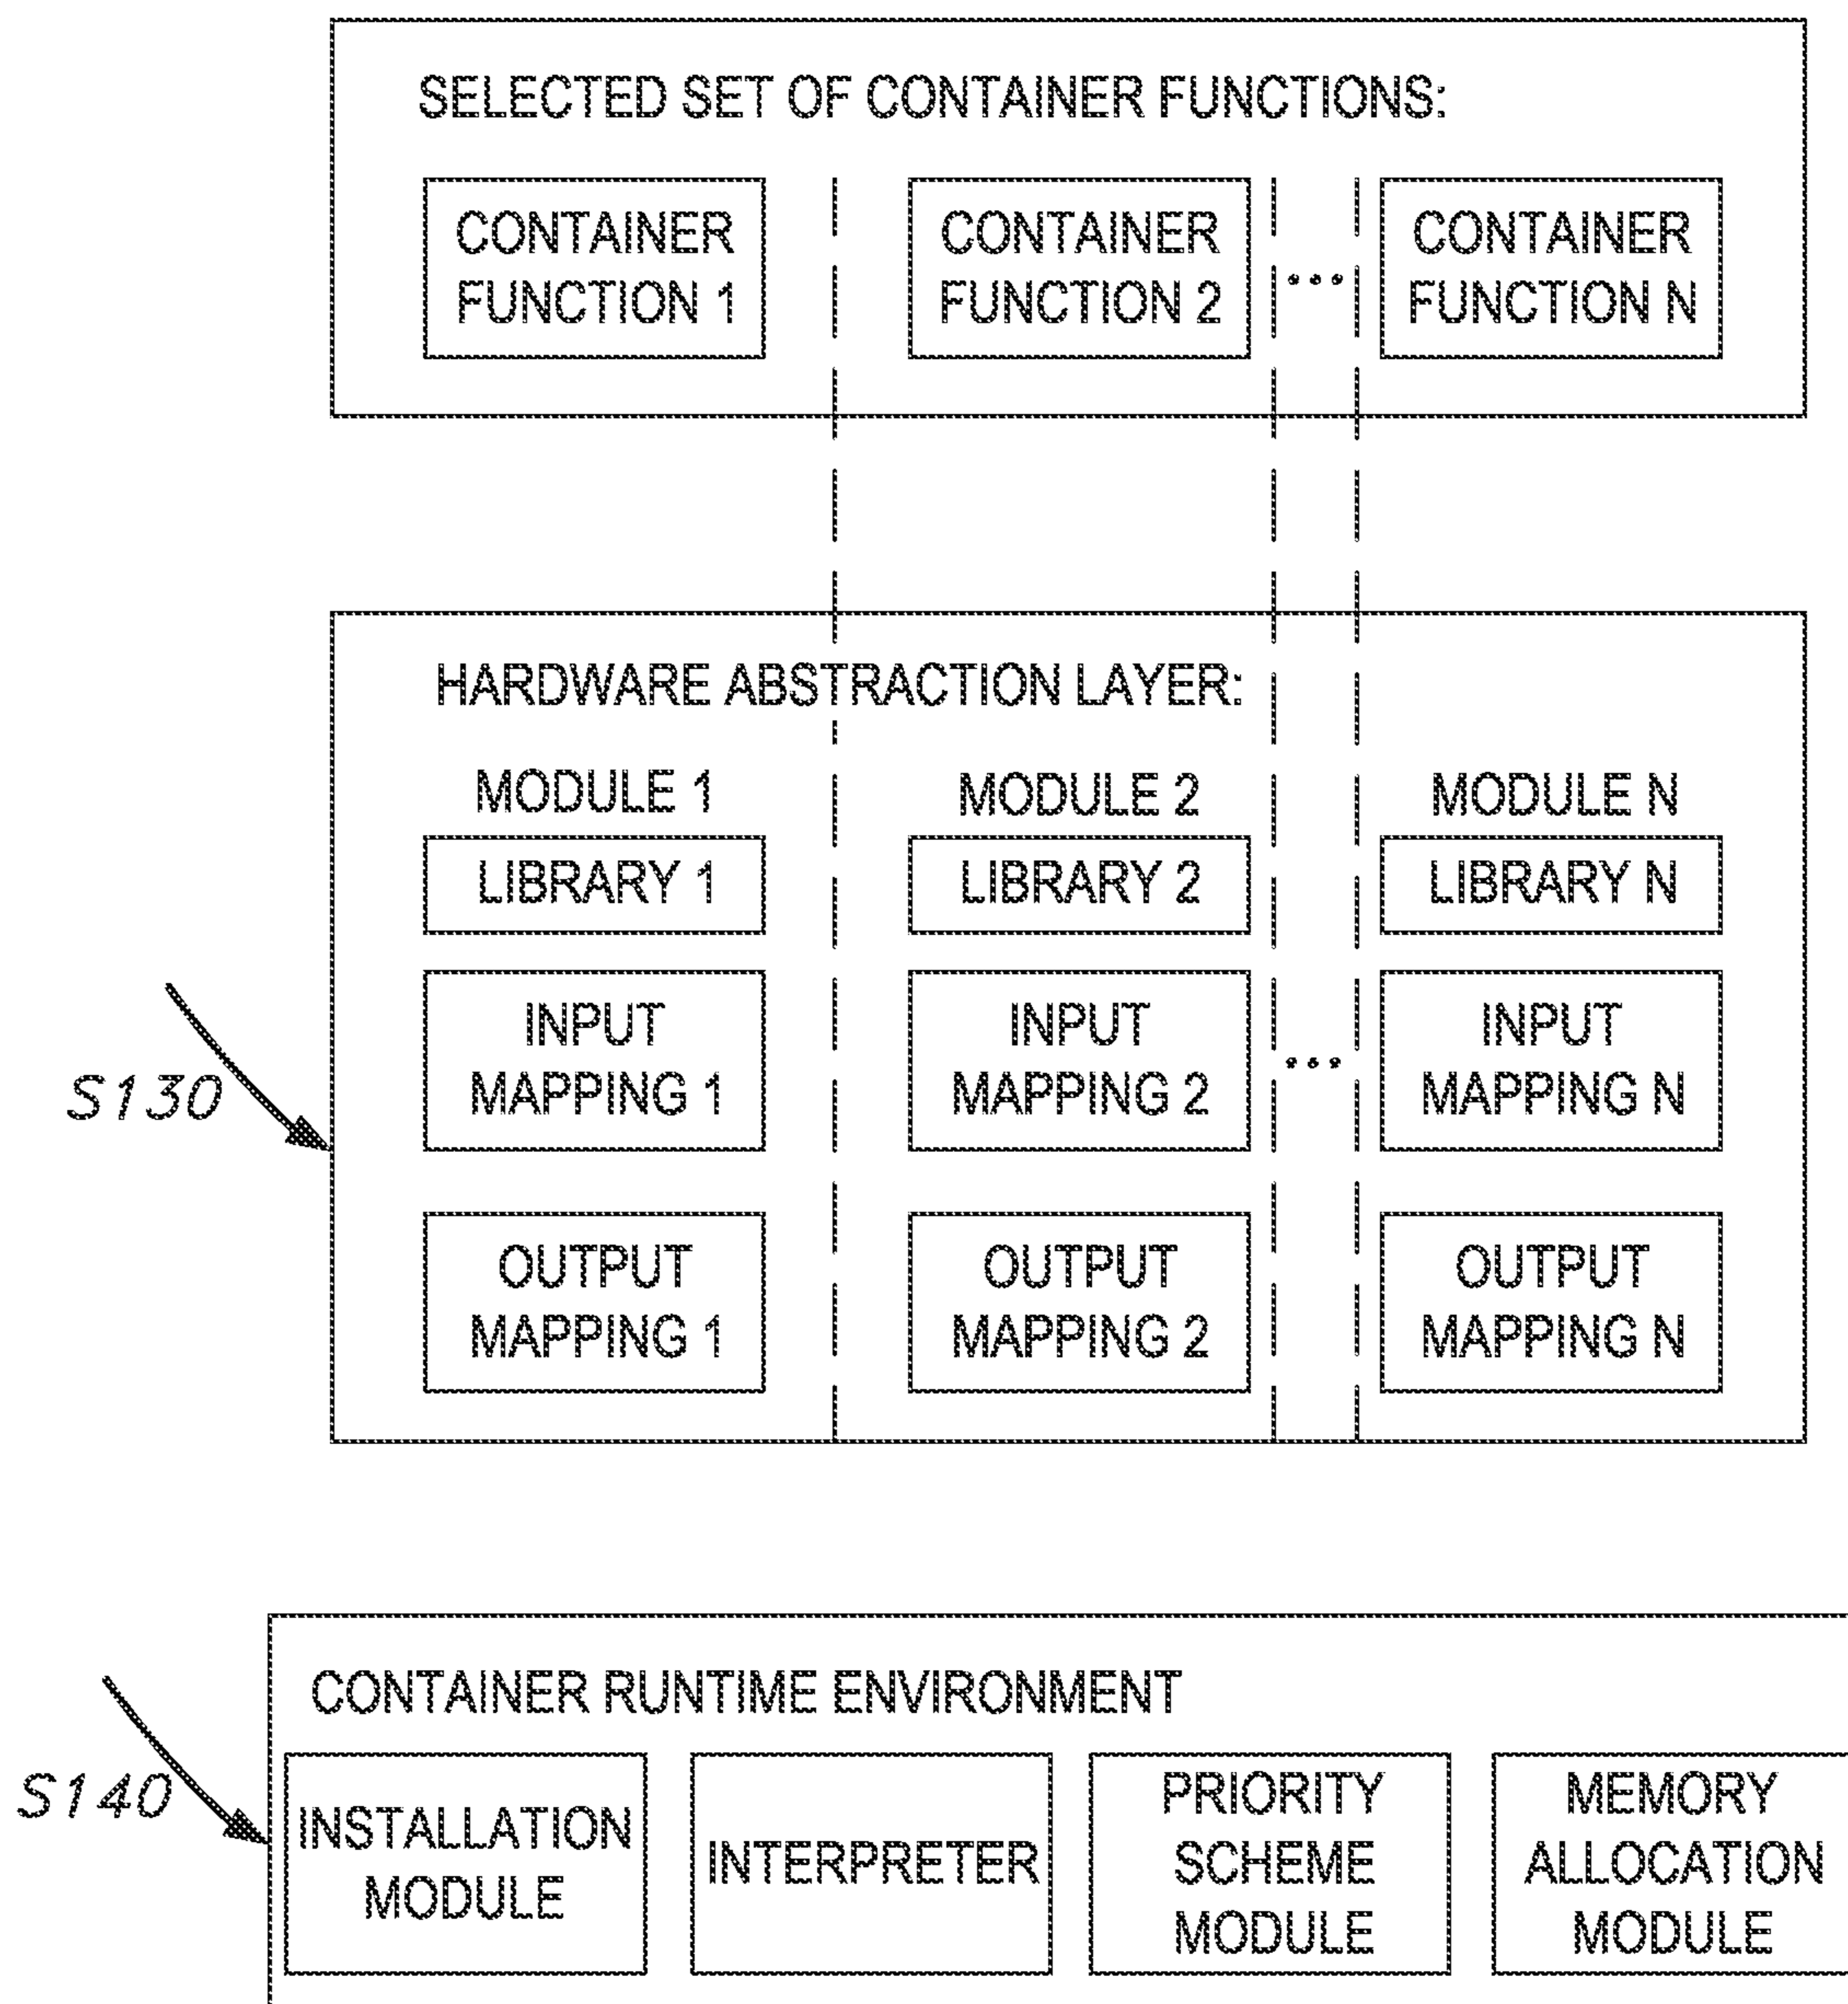 SELECTED SET OF CONTAINER FUNCTIONS:
CONTAINER
FUNCTION 1
CONTAINER
FUNCTION 2
...
CONTAINER
FUNCTION N
HARDWARE ABSTRACTION LAYER:
MODULE 1
LIBRARY 1
INPUT
MAPPING 1
OUTPUT
MAPPING 1
MODULE 2
LIBRARY 2
INPUT
MAPPING 2
OUTPUT
MAPPING 2
...
MODULE N
LIBRARY N
INPUT
MAPPING N
OUTPUT
MAPPING N
S130
CONTAINER RUNTIME ENVIRONMENT
S140
INSTALLATION
MODULE
INTERPRETER
PRIORITY
SCHEME
MODULE
MEMORY
ALLOCATION
MODULE